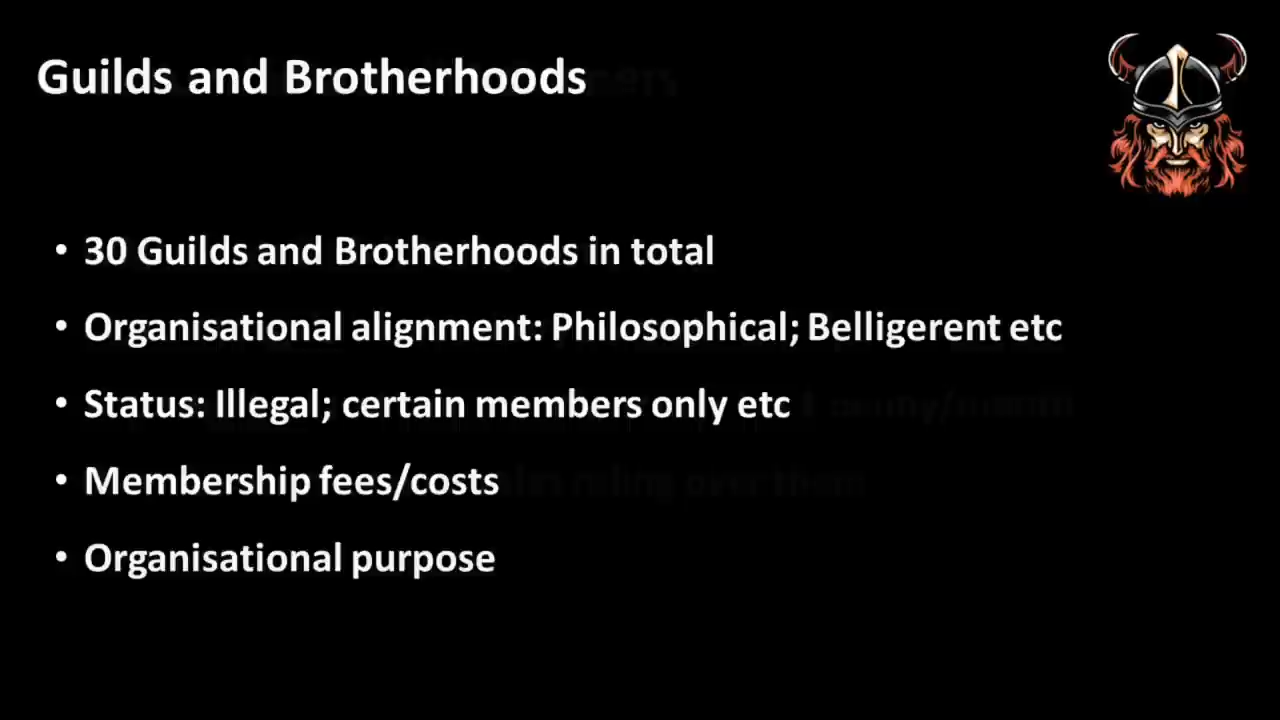 Guilds and Brotherhoods
• 30 Guilds and Brotherhoods in total
• Organisational alignment: Philosophical; Belligerent etc
• Status: Illegal; certain members only etc
• Membership fees/costs
• Organisational purpose